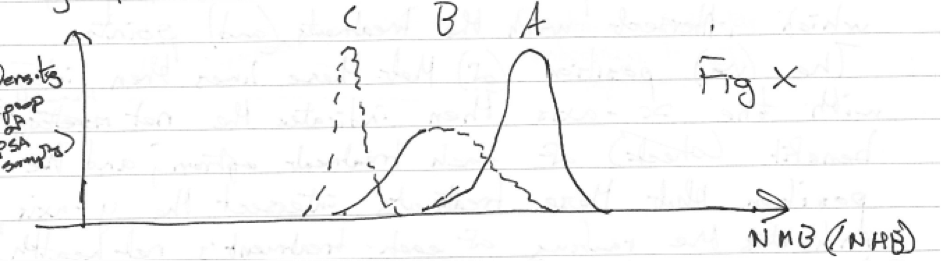 C B A
Fig X
Density
prop
of
PSA
samples)
NMB (NHB)